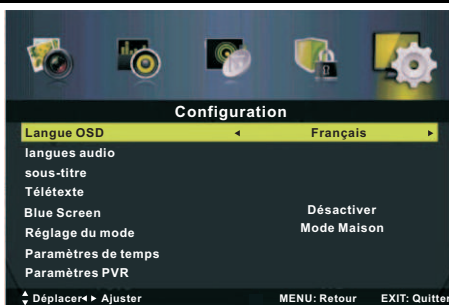 Configuration
Langue OSD Français
langues audio
sous-titre
Télétexte
Blue Screen Désactiver
Réglage du mode Mode Maison
Paramètres de temps
Paramètres PVR
Déplacer Ajuster MENU: Retour EXIT: Quitter